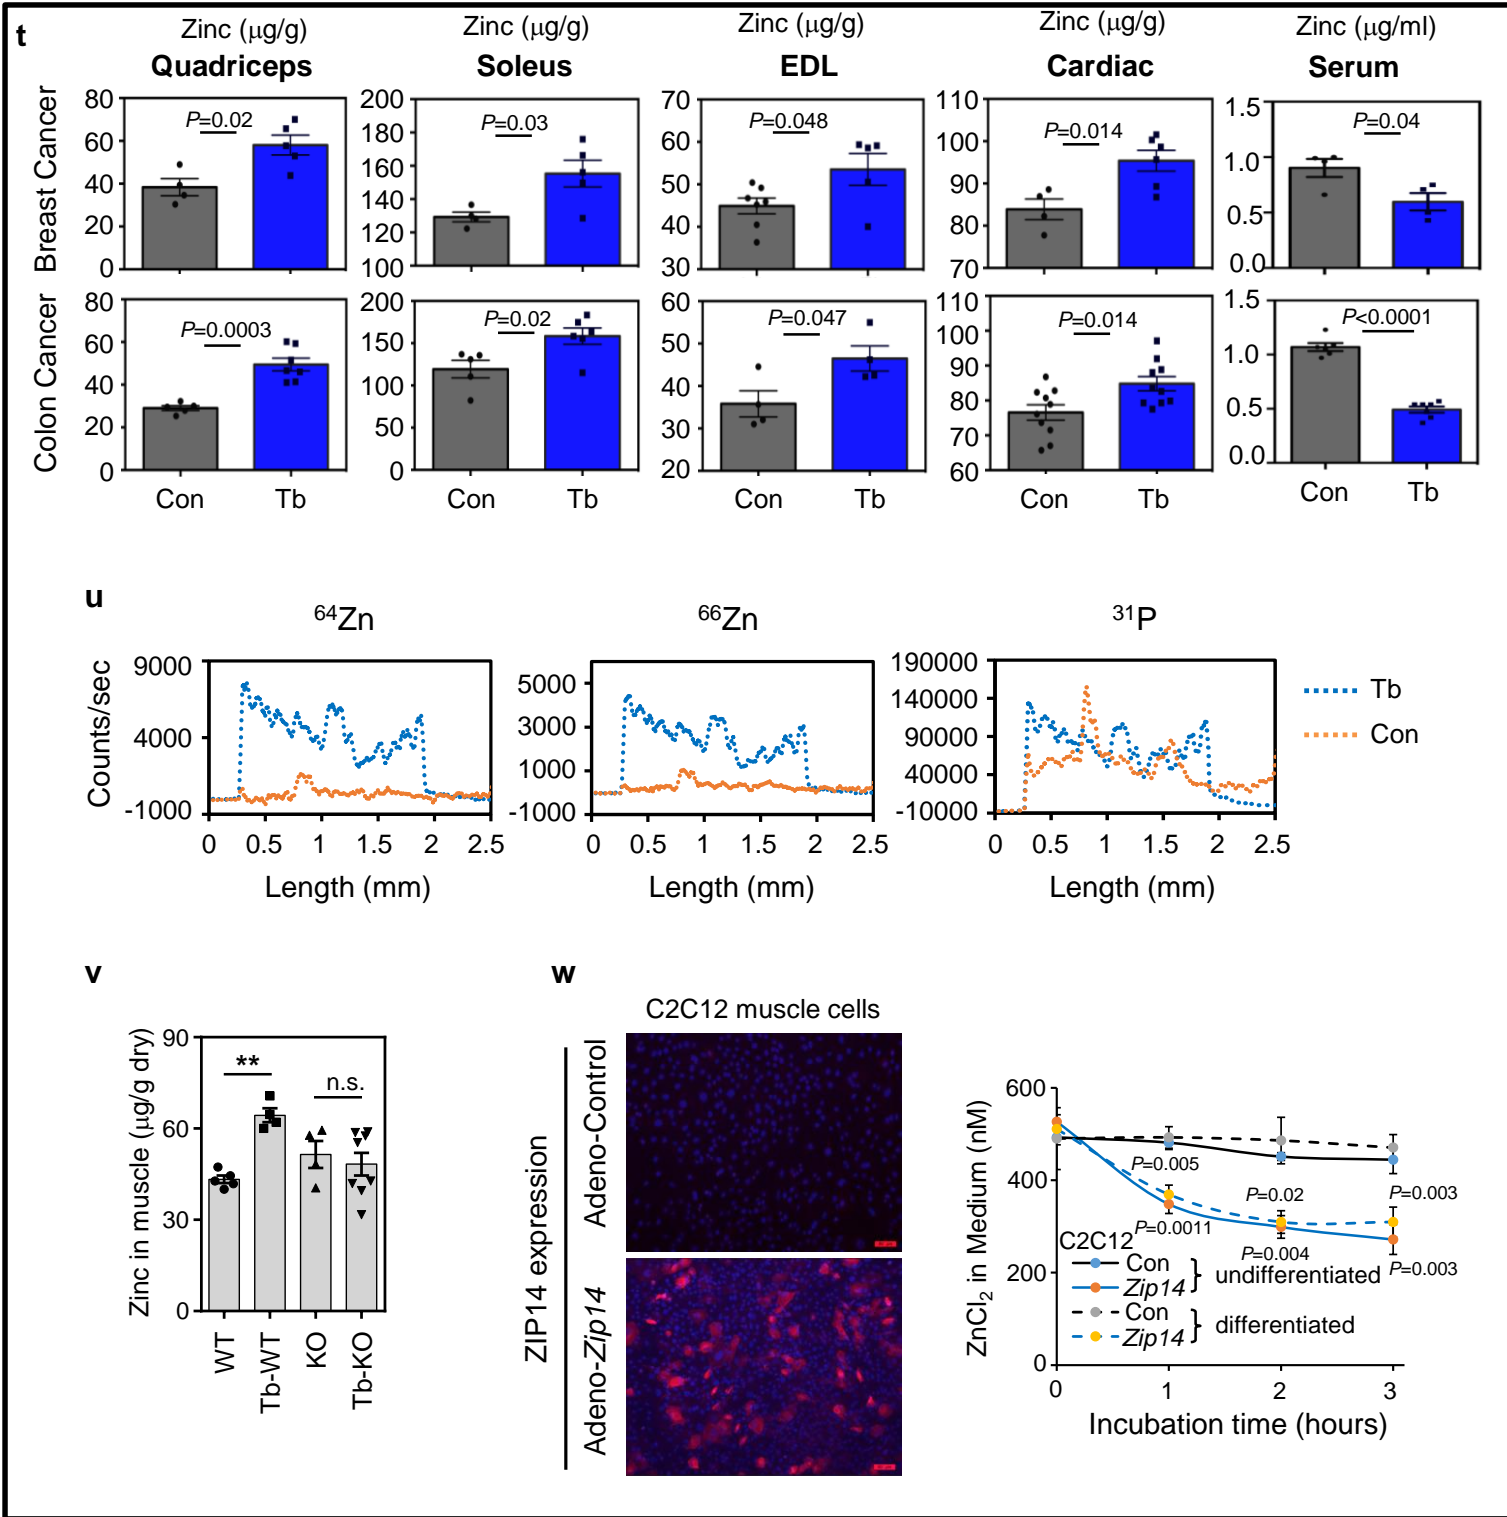 t
Zinc (μg/g) Zinc (μg/g) Zinc (μg/g) Zinc (μg/g) Zinc (μg/ml)
Quadriceps Soleus EDL Cardiac Serum
Breast Cancer
80 60 40 20 0
P=0.02
200 180 160 140 120 100
P=0.03
70 60 50 40 30
P=0.048
110 100 90 80 70
P=0.014
1.5 1.0 0.5 0.0
P=0.04
Colon Cancer
80 60 40 20 0
P=0.0003
200 150 100 50 0
P=0.02
60 50 40 30 20
P=0.047
110 100 90 80 70 60
P=0.014
1.5 1.0 0.5 0.0
P<0.0001
Con Tb Con Tb Con Tb Con Tb Con Tb
u
⁶⁴Zn ⁶⁶Zn ³¹P
Counts/sec
9000 4000 -1000
5000 3000 1000 -1000
190000 140000 90000 40000 -10000
Tb
Con
0 0.5 1 1.5 2 2.5 0 0.5 1 1.5 2 2.5 0 0.5 1 1.5 2 2.5
Length (mm) Length (mm) Length (mm)
v
Zinc in muscle (μg/g dry)
90
60
30
0
**
n.s.
WT Tb-WT KO Tb-KO
w
C2C12 muscle cells
ZIP14 expression
Adeno-Control
Adeno-Zip14
ZnCl₂ in Medium (nM)
600
400
200
0
P=0.005
P=0.02
P=0.003
P=0.0011
P=0.004
P=0.003
C2C12
Con
Zip14
undifferentiated
Con
Zip14
differentiated
0 1 2 3
Incubation time (hours)